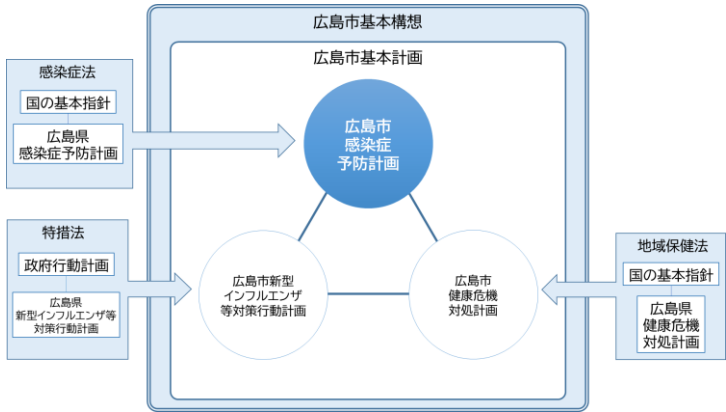 広島市基本構想
広島市基本計画
感染症法
国の基本指針
広島県
感染症予防計画
広島市
感染症
予防計画
特措法
政府行動計画
広島県
新型インフルエンザ等
対策行動計画
広島市新型
インフルエンザ
等対策行動計画
広島市
健康危機
対処計画
地域保健法
国の基本指針
広島県
健康危機
対処計画